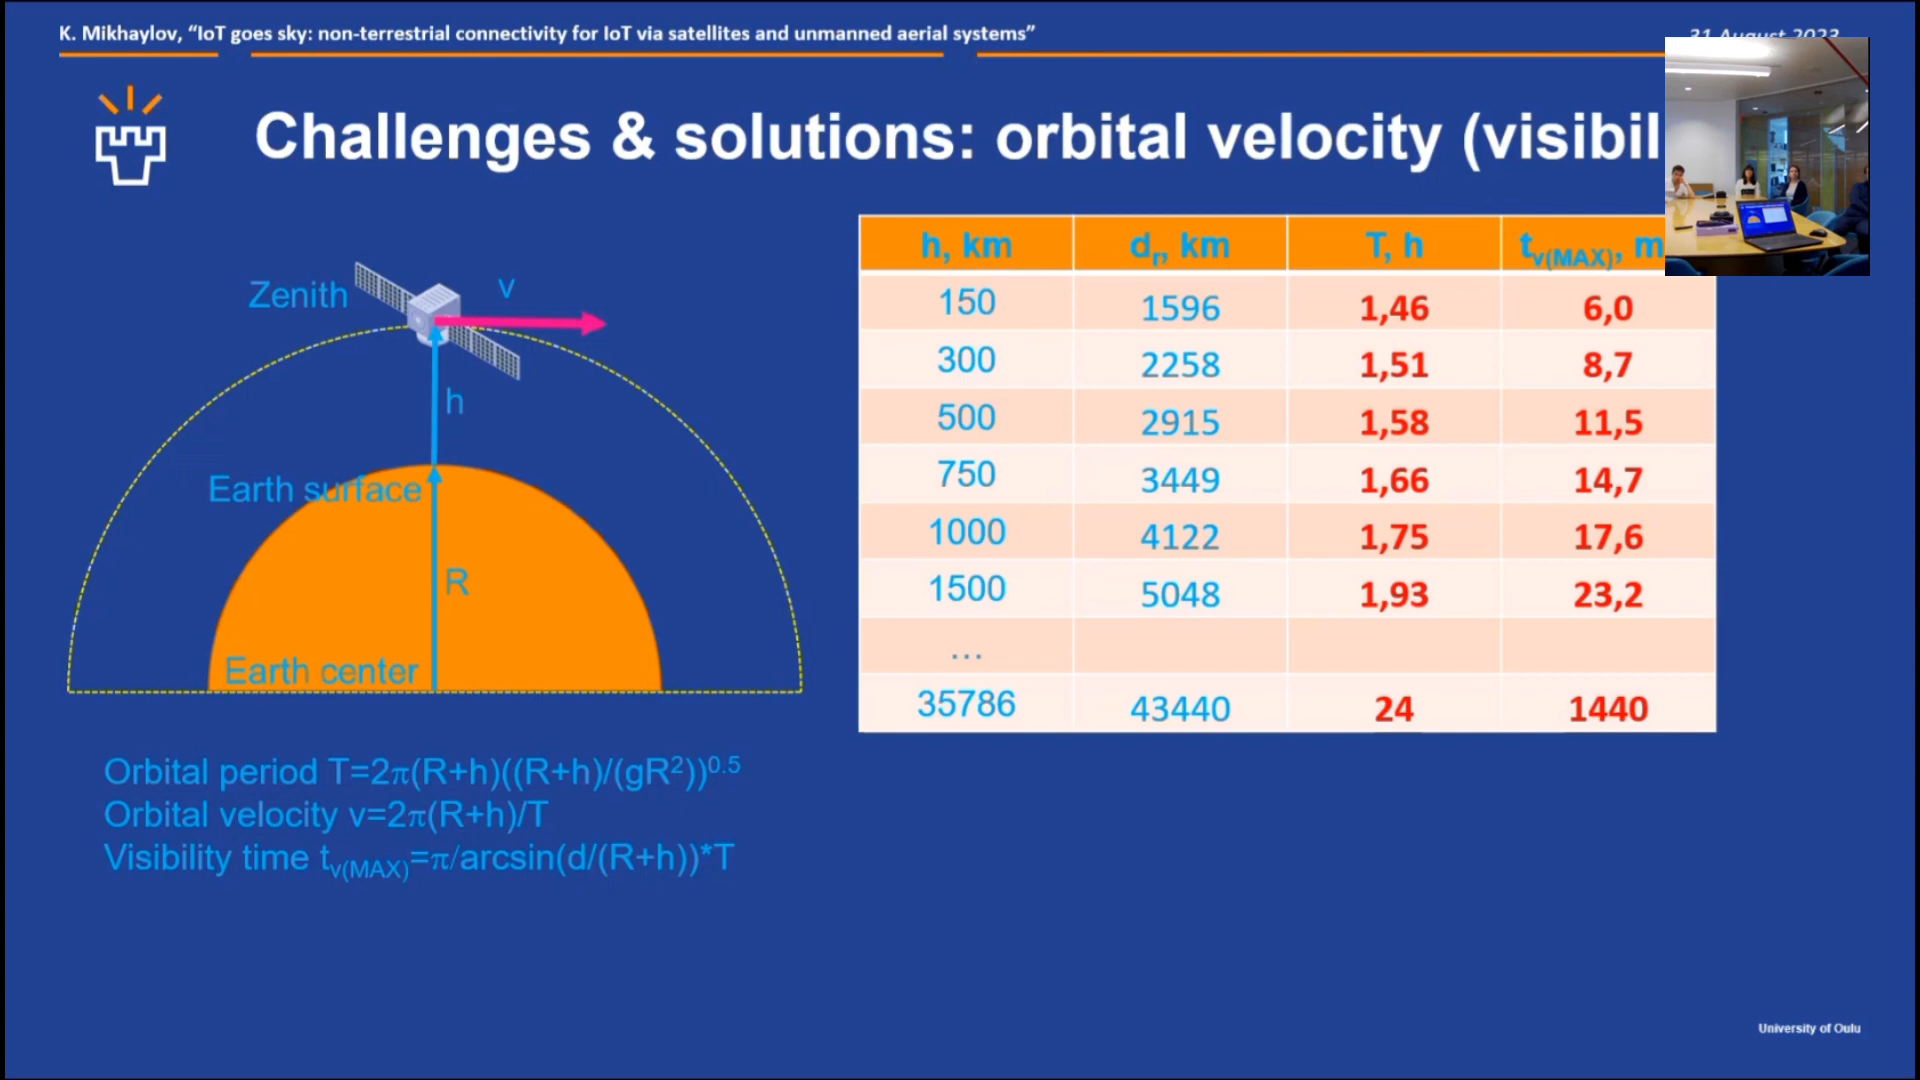 K. Mikhaylov, “IoT goes sky: non-terrestrial connectivity for IoT via satellites and unmanned aerial systems”
31 August 2023
Challenges & solutions: orbital velocity (visibil
Zenith
v
h
Earth surface
R
Earth center
h, km dr, km T, h tv(MAX), m
150 1596 1,46 6,0
300 2258 1,51 8,7
500 2915 1,58 11,5
750 3449 1,66 14,7
1000 4122 1,75 17,6
1500 5048 1,93 23,2
...
35786 43440 24 1440
Orbital period T=2π(R+h)((R+h)/(gR²))^0.5
Orbital velocity v=2π(R+h)/T
Visibility time tv(MAX)=π/arcsin(d/(R+h))*T
University of Oulu